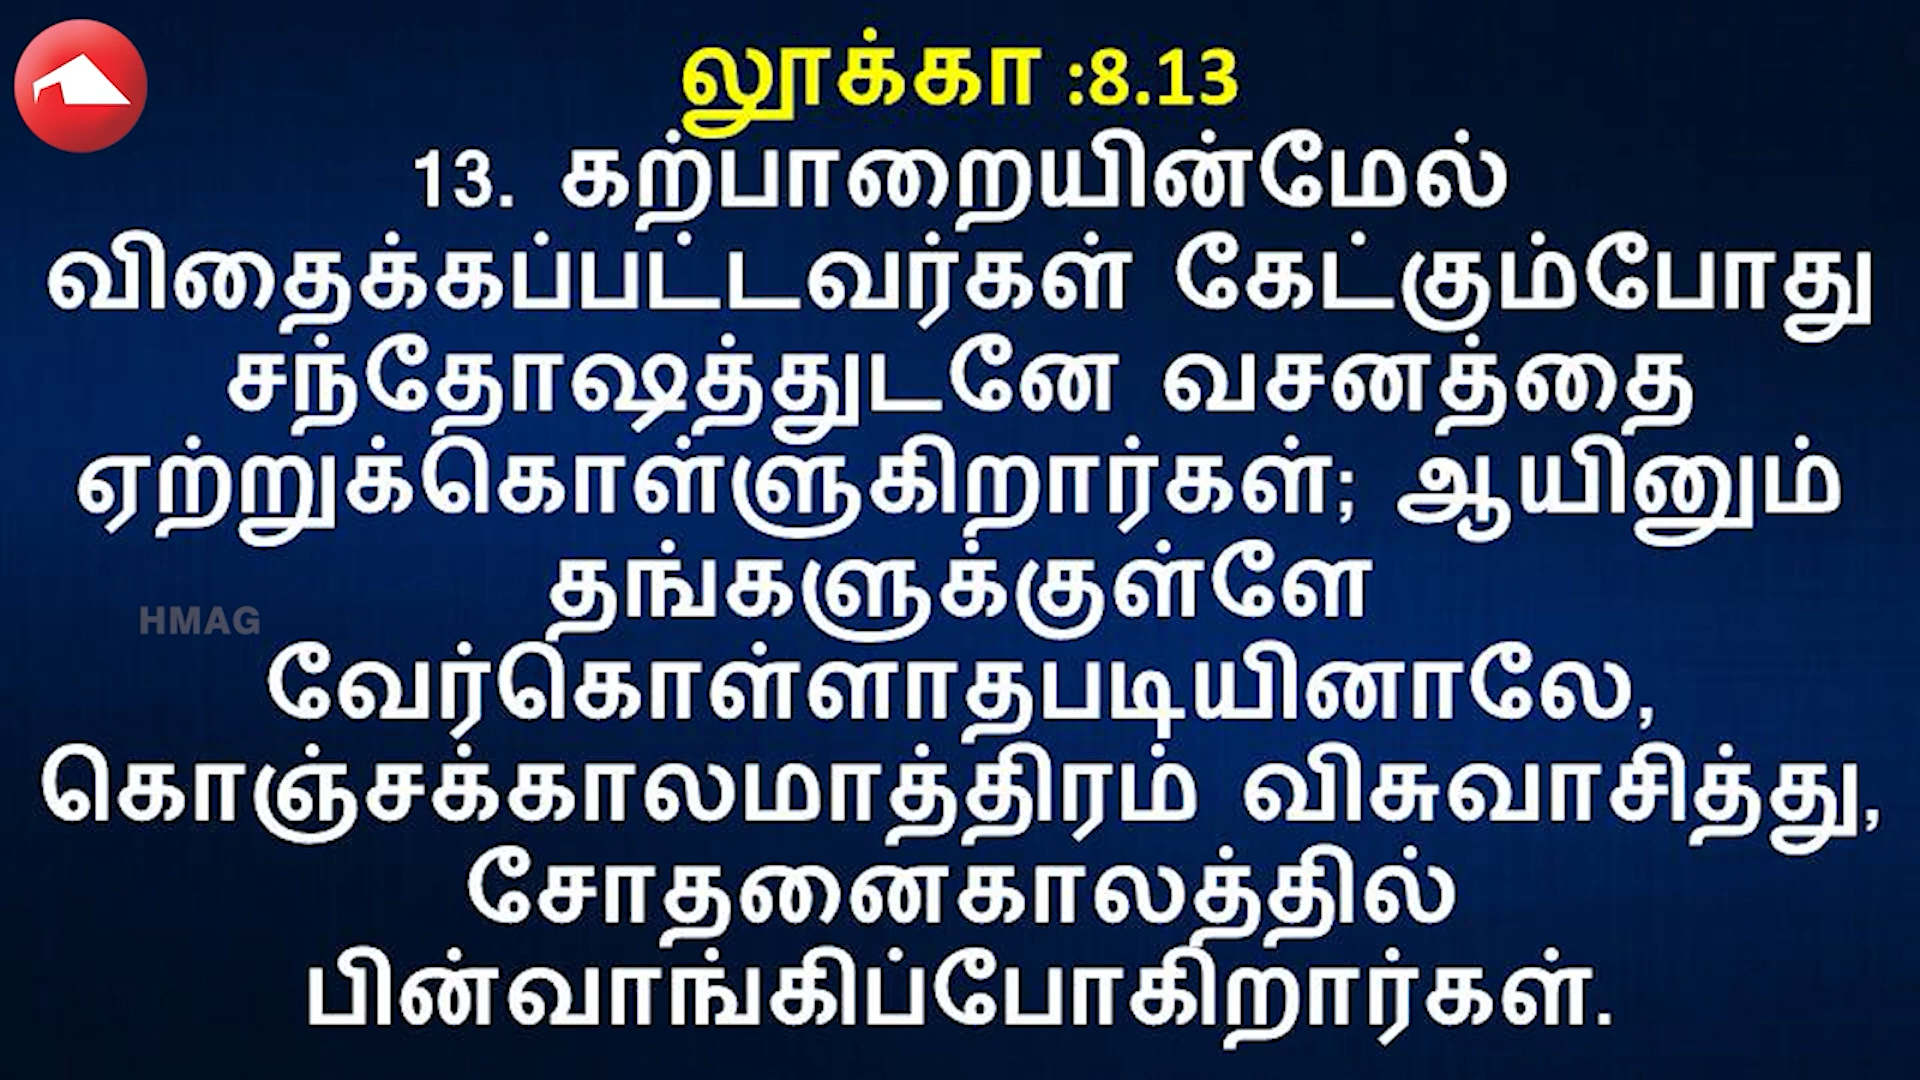 லூக்கா :8.13
13. கற்பாறையின்மேல்
விதைக்கப்பட்டவர்கள் கேட்கும்போது
சந்தோஷத்துடனே வசனத்தை
ஏற்றுக்கொள்ளுகிறார்கள்; ஆயினும்
தங்களுக்குள்ளே
HMAG
வேர்கொள்ளாதபடியினாலே,
கொஞ்சக்காலமாத்திரம் விசுவாசித்து,
சோதனைகாலத்தில்
பின்வாங்கிப்போகிறார்கள்.